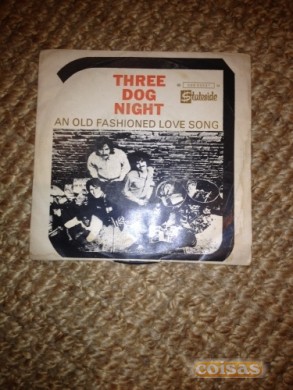 THREE
DOG
NIGHT
Stateside
AN OLD FASHIONED LOVE SONG
coisas